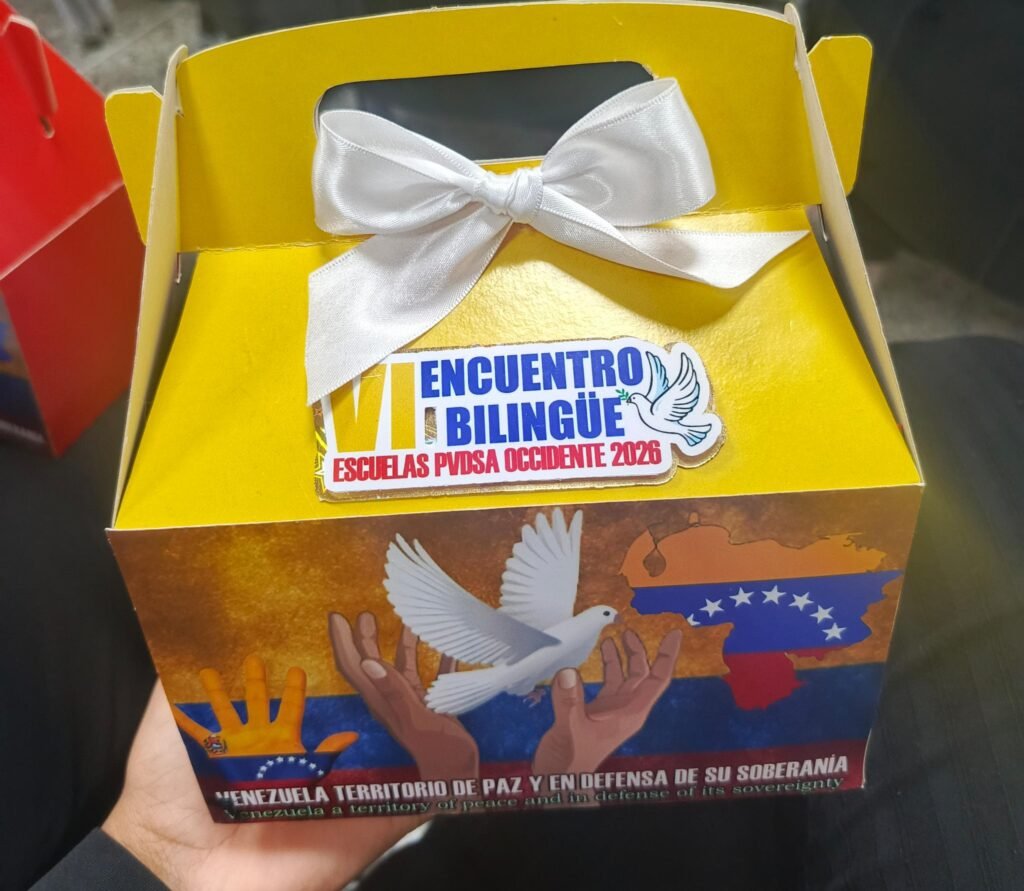 VI ENCUENTRO
BILINGÜE
ESCUELAS PVDSA OCCIDENTE 2026
VENEZUELA TERRITORIO DE PAZ Y EN DEFENSA DE SU SOBERANÍA
Venezuela a territory of peace and in defense of its sovereignty